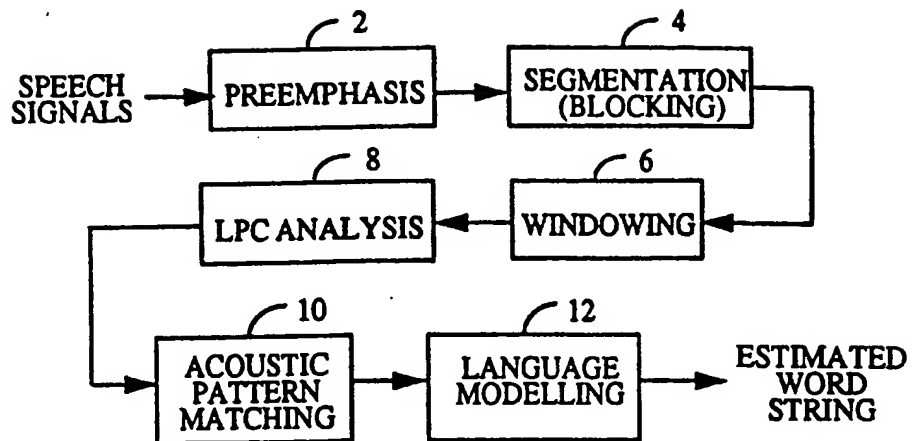 2
4
SPEECH
SIGNALS
PREEMPHASIS
SEGMENTATION
(BLOCKING)
8
6
LPC ANALYSIS
WINDOWING
10
12
ACOUSTIC
PATTERN
MATCHING
LANGUAGE
MODELLING
ESTIMATED
WORD
STRING